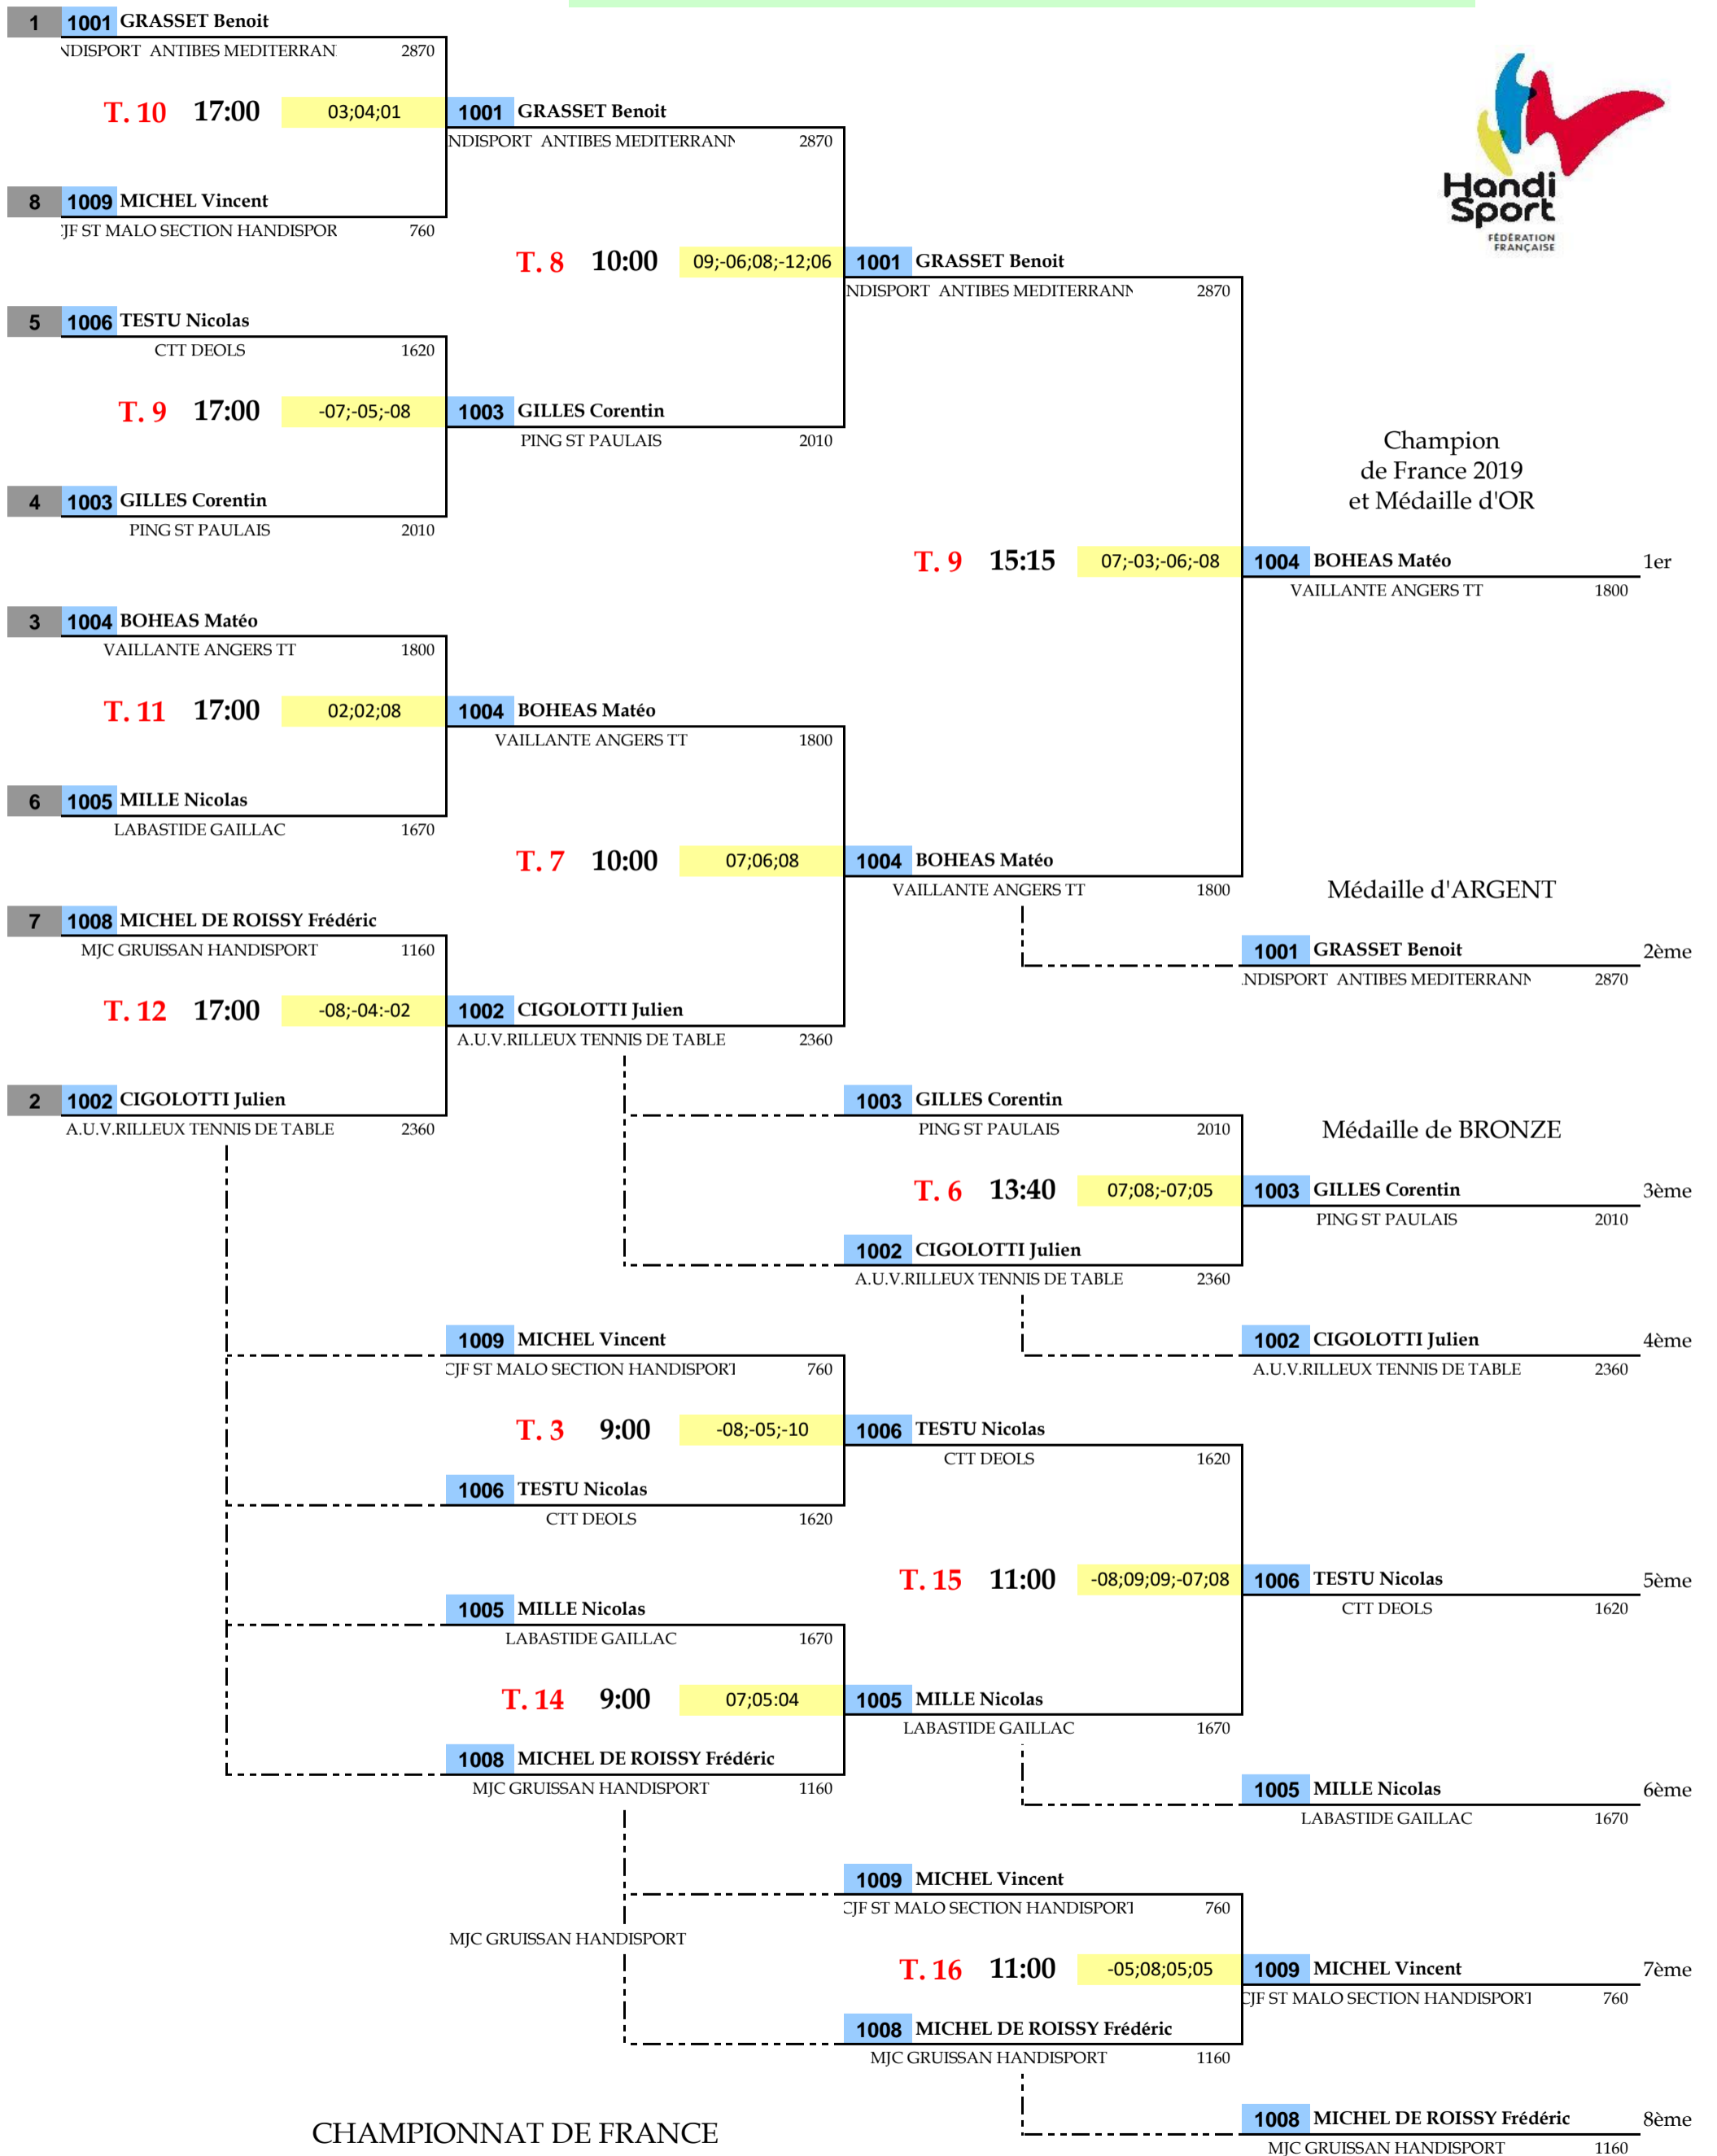 1 1001 GRASSET Benoit
NDISPORT ANTIBES MEDITERRAN 2870
T. 10 17:00 03;04;01 1001 GRASSET Benoit
NDISPORT ANTIBES MEDITERRANN 2870
Handi
Sport
FÉDÉRATION
FRANÇAISE
8 1009 MICHEL Vincent
CJF ST MALO SECTION HANDISPOR 760
T. 8 10:00 09;-06;08;-12;06 1001 GRASSET Benoit
NDISPORT ANTIBES MEDITERRANN 2870
5 1006 TESTU Nicolas
CTT DEOLS 1620
T. 9 17:00 -07;-05;-08 1003 GILLES Corentin
PING ST PAULAIS 2010
Champion
de France 2019
et Médaille d'OR
4 1003 GILLES Corentin
PING ST PAULAIS 2010
T. 9 15:15 07;-03;-06;-08 1004 BOHEAS Matéo 1er
VAILLANTE ANGERS TT 1800
3 1004 BOHEAS Matéo
VAILLANTE ANGERS TT 1800
T. 11 17:00 02;02;08 1004 BOHEAS Matéo
VAILLANTE ANGERS TT 1800
6 1005 MILLE Nicolas
LABASTIDE GAILLAC 1670
T. 7 10:00 07;06;08 1004 BOHEAS Matéo
VAILLANTE ANGERS TT 1800
Médaille d'ARGENT
7 1008 MICHEL DE ROISSY Frédéric
MJC GRUISSAN HANDISPORT 1160
1001 GRASSET Benoit 2ème
NDISPORT ANTIBES MEDITERRANN 2870
T. 12 17:00 -08;-04:-02 1002 CIGOLOTTI Julien
A.U.V.RILLEUX TENNIS DE TABLE 2360
2 1002 CIGOLOTTI Julien
A.U.V.RILLEUX TENNIS DE TABLE 2360
1003 GILLES Corentin
PING ST PAULAIS 2010
Médaille de BRONZE
T. 6 13:40 07;08;-07;05 1003 GILLES Corentin 3ème
PING ST PAULAIS 2010
1002 CIGOLOTTI Julien
A.U.V.RILLEUX TENNIS DE TABLE 2360
1009 MICHEL Vincent
CJF ST MALO SECTION HANDISPORT 760
1002 CIGOLOTTI Julien 4ème
A.U.V.RILLEUX TENNIS DE TABLE 2360
T. 3 9:00 -08;-05;-10 1006 TESTU Nicolas
CTT DEOLS 1620
1006 TESTU Nicolas
CTT DEOLS 1620
T. 15 11:00 -08;09;09;-07;08 1006 TESTU Nicolas 5ème
CTT DEOLS 1620
1005 MILLE Nicolas
LABASTIDE GAILLAC 1670
T. 14 9:00 07;05:04 1005 MILLE Nicolas
LABASTIDE GAILLAC 1670
1008 MICHEL DE ROISSY Frédéric
MJC GRUISSAN HANDISPORT 1160
1005 MILLE Nicolas 6ème
LABASTIDE GAILLAC 1670
1009 MICHEL Vincent
CJF ST MALO SECTION HANDISPORT 760
MJC GRUISSAN HANDISPORT
T. 16 11:00 -05;08;05;05 1009 MICHEL Vincent 7ème
CJF ST MALO SECTION HANDISPORT 760
1008 MICHEL DE ROISSY Frédéric
MJC GRUISSAN HANDISPORT 1160
CHAMPIONNAT DE FRANCE
1008 MICHEL DE ROISSY Frédéric 8ème
MJC GRUISSAN HANDISPORT 1160